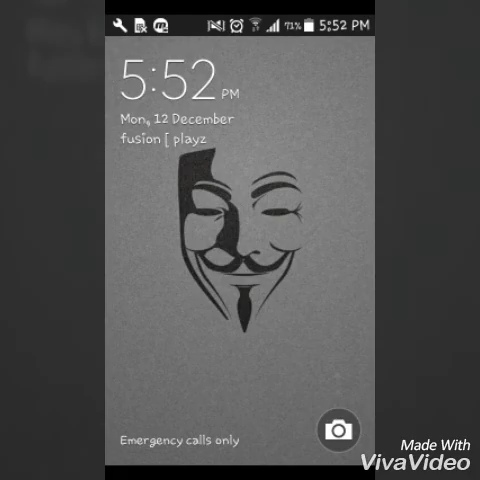 71% 5:52 PM
5:52 PM
Mon, 12 December
fusion [ playz
Emergency calls only
Made With
VivaVideo